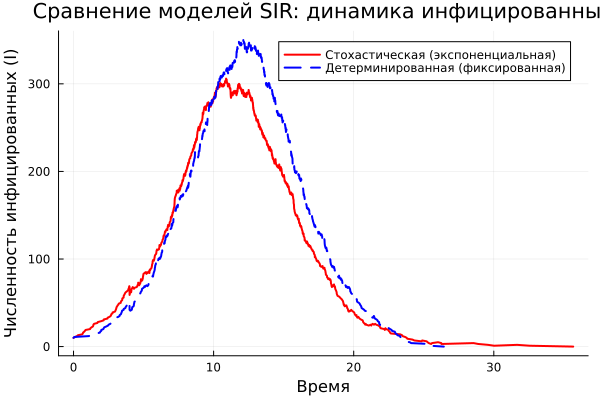 Сравнение моделей SIR: динамика инфицированны
Стохастическая (экспоненциальная)
Детерминированная (фиксированная)
Численность инфицированных (I)
300
200
100
0
0
10
20
30
Время